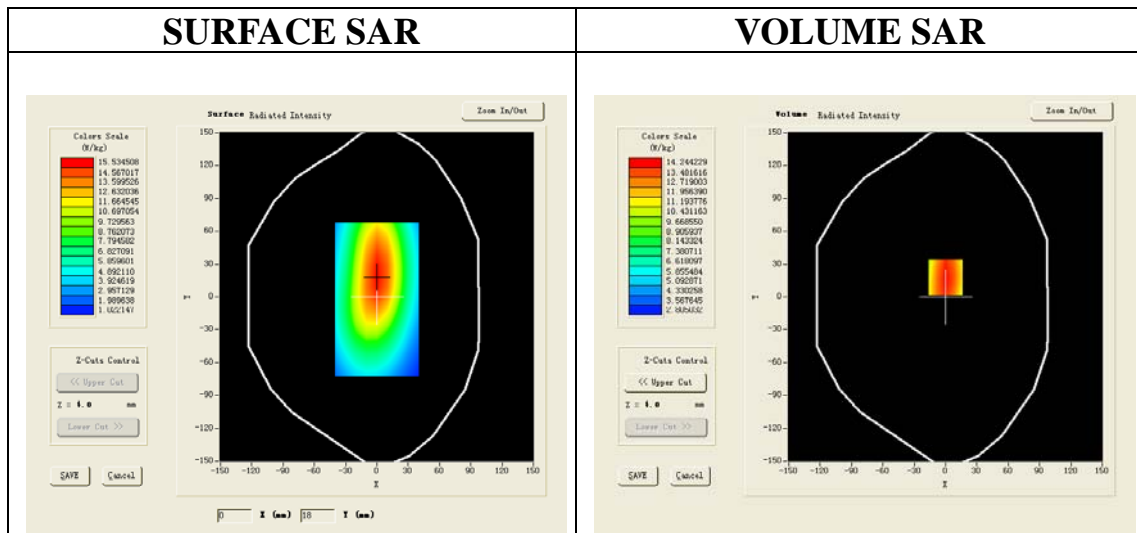 SURFACE SAR
VOLUME SAR
Surface Radiated Intensity
Zoom In/Out
Colors Scale
(W/kg)
15.534508
14.567017
13.599526
12.632036
11.664545
10.697054
9.729563
8.762073
7.794582
6.827091
5.859601
4.892110
3.924619
2.957129
1.989638
1.022147
150
120
90
60
30
0
-30
-60
-90
-120
-150
Y
-150 -120 -90 -60 -30 0 30 60 90 120 150
X
Z-Cuts Control
<< Upper Cut
Z = 4.0 mm
Lower Cut >>
SAVE Cancel
0 X (mm) 18 Y (mm)
Volume Radiated Intensity
Zoom In/Out
Colors Scale
(W/kg)
14.244229
13.481616
12.719003
11.956390
11.193776
10.431163
9.668550
8.905937
8.143324
7.380711
6.618097
5.855484
5.092871
4.330258
3.567645
2.805032
150
120
90
60
30
0
-30
-60
-90
-120
-150
Y
-150 -120 -90 -60 -30 0 30 60 90 120 150
X
Z-Cuts Control
<< Upper Cut
Z = 4.0 mm
Lower Cut >>
SAVE Cancel